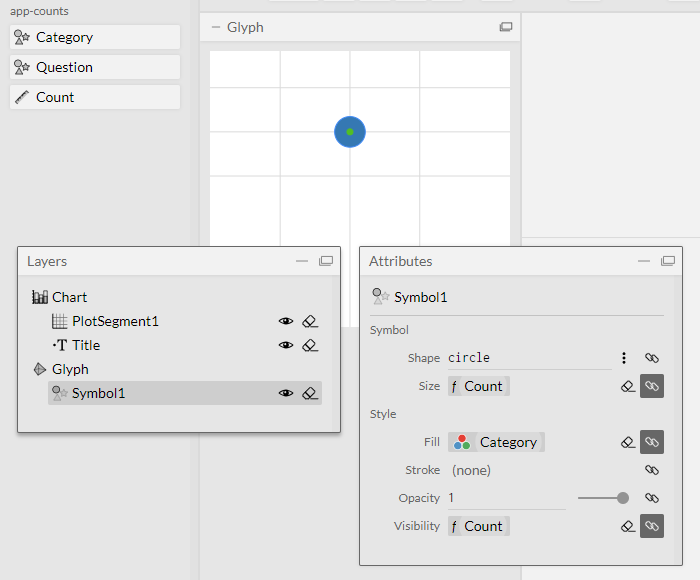 app-counts
Category
Question
Count
Glyph
Layers
Chart
PlotSegment1
Title
Glyph
Symbol1
Attributes
Symbol1
Symbol
Shape circle
Size f Count
Style
Fill Category
Stroke (none)
Opacity 1
Visibility f Count